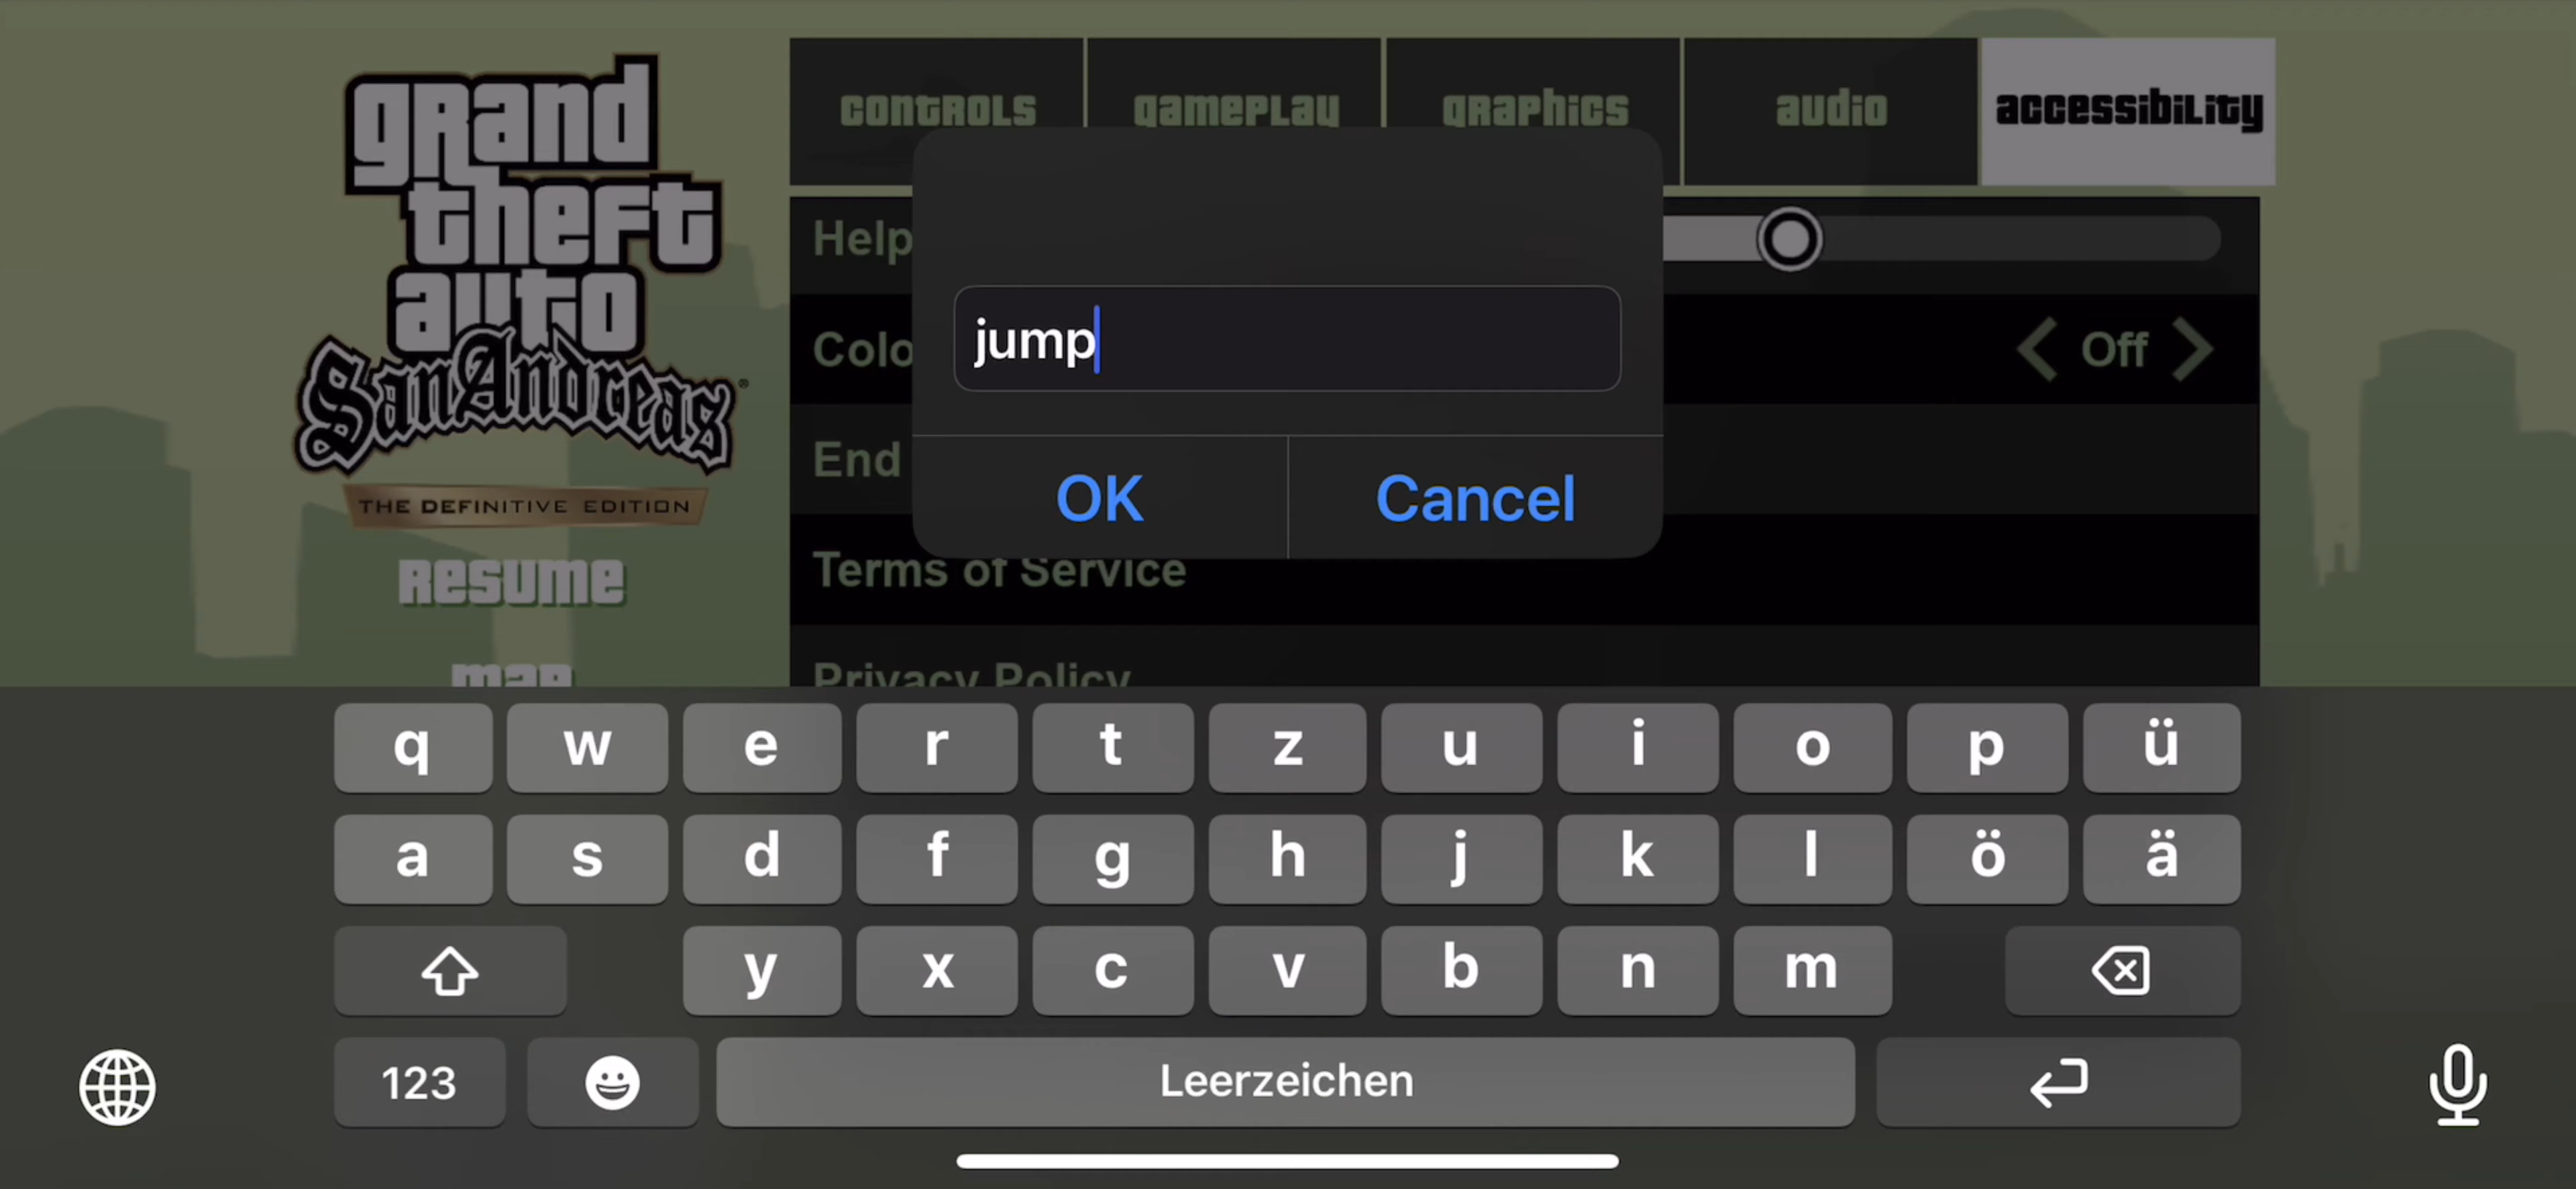 grand
theft
auto
San Andreas®
THE DEFINITIVE EDITION
RESUME
map
CONTROLS
gameplay
graphics
audio
accessibility
Help
Colo
Off
End
Terms of Service
Privacy Policy
jump
OK
Cancel
q w e r t z u i o p ü
a s d f g h j k l ö ä
y x c v b n m
123
Leerzeichen